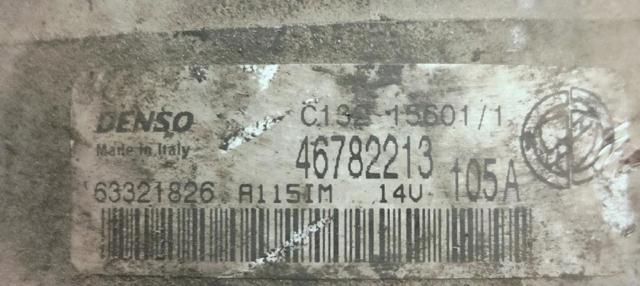 DENSO C132 15601/1
Made in Italy
46782213
105A
63321826 A115IM 14V